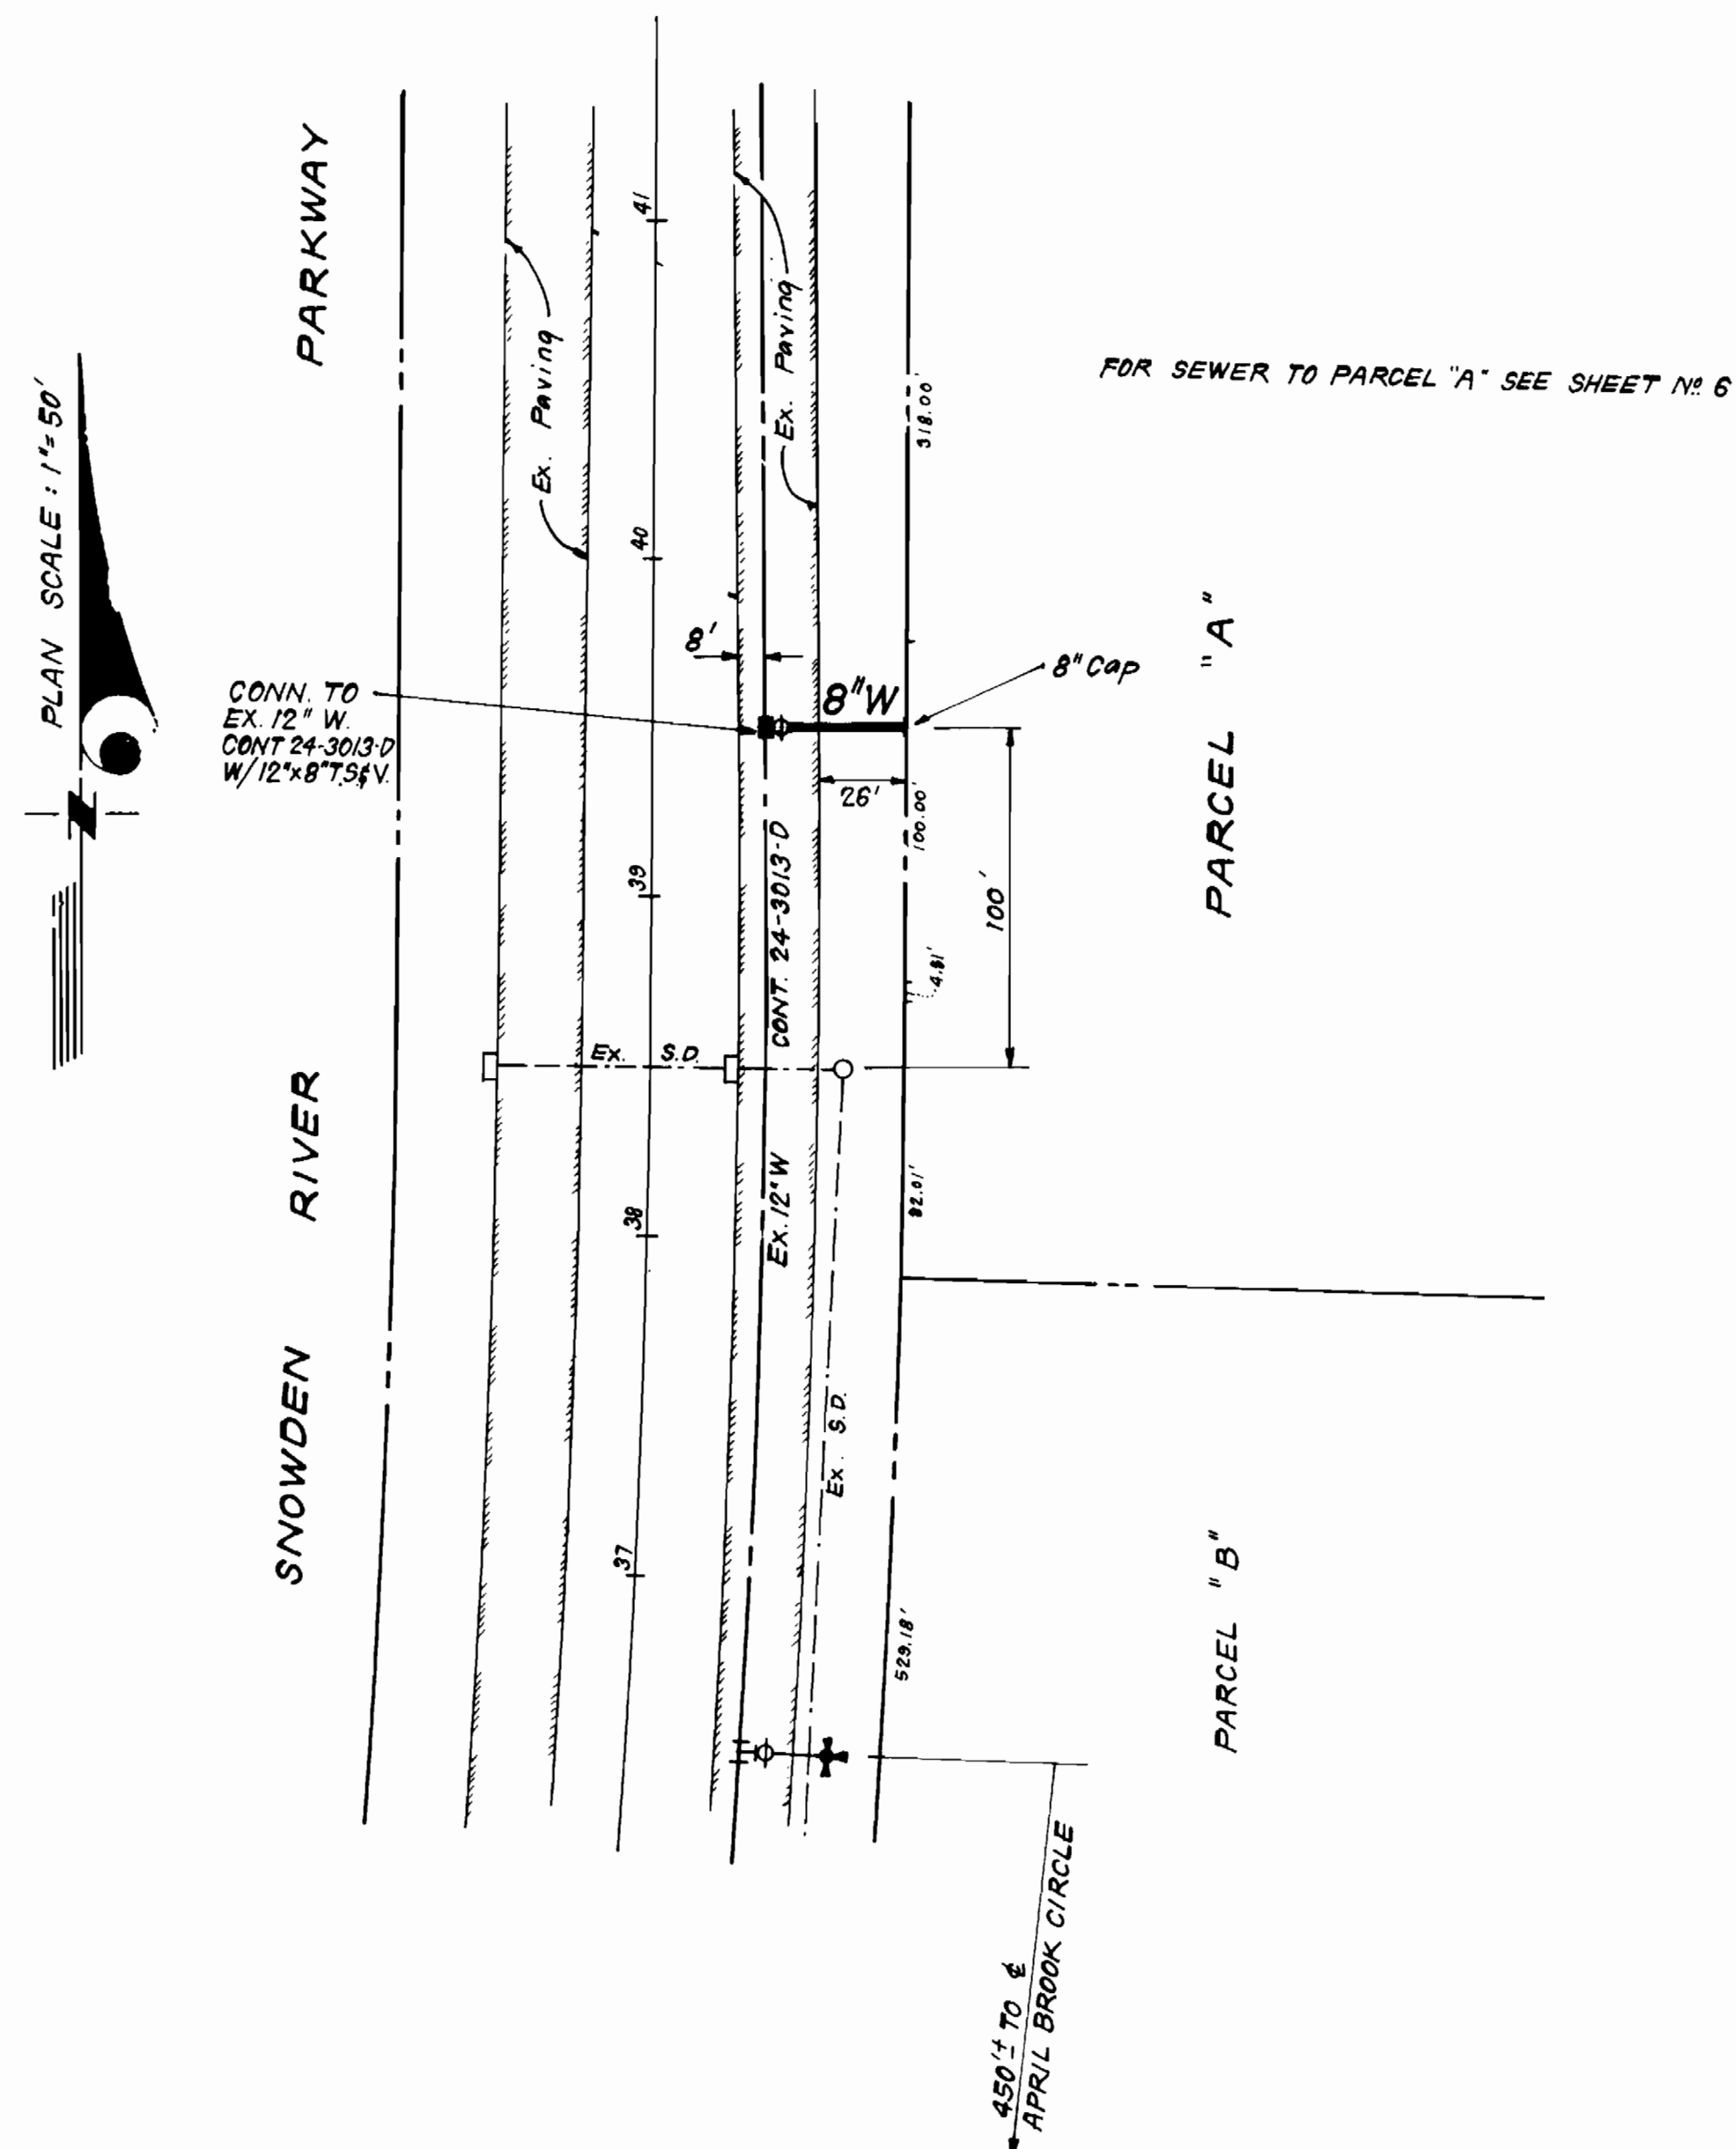 PLAN SCALE : 1"= 50'
SNOWDEN RIVER PARKWAY
Ex. Paving
Ex. Paving
41
40
39
38
37
318.00'
FOR SEWER TO PARCEL "A" SEE SHEET Nº 6
8'
8"W
8" Cap
CONN. TO
EX. 12" W.
CONT 24-3013-D
W/12"x8"T.S.&V.
26'
100.00'
100'
PARCEL "A"
4.81'
Ex. 12" W CONT. 24-3013-D
Ex. S.D.
92.01'
Ex. S.D.
529.18'
PARCEL "B"
450'± TO ℄
APRIL BROOK CIRCLE